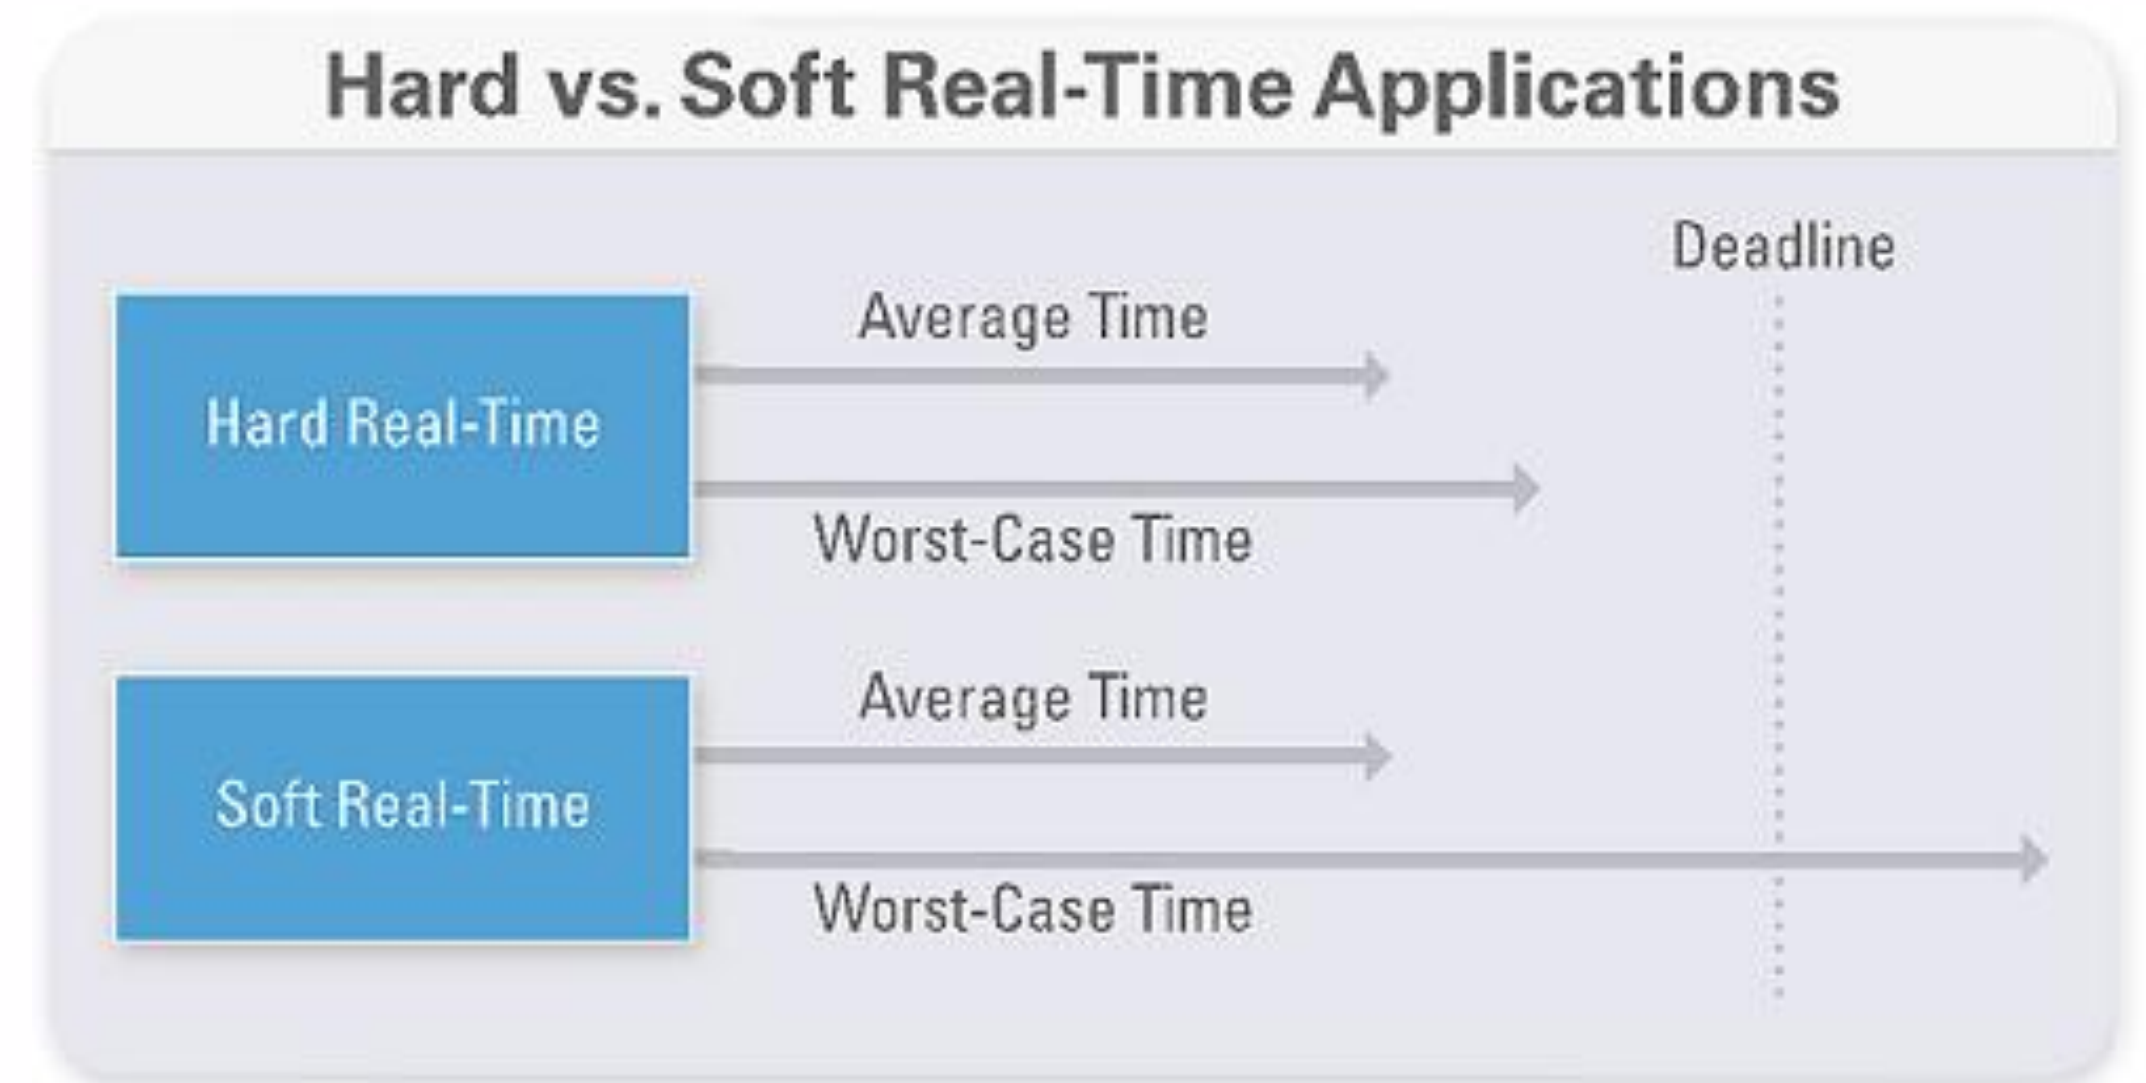 Hard vs. Soft Real-Time Applications
Deadline
Average Time
Hard Real-Time
Worst-Case Time
Average Time
Soft Real-Time
Worst-Case Time